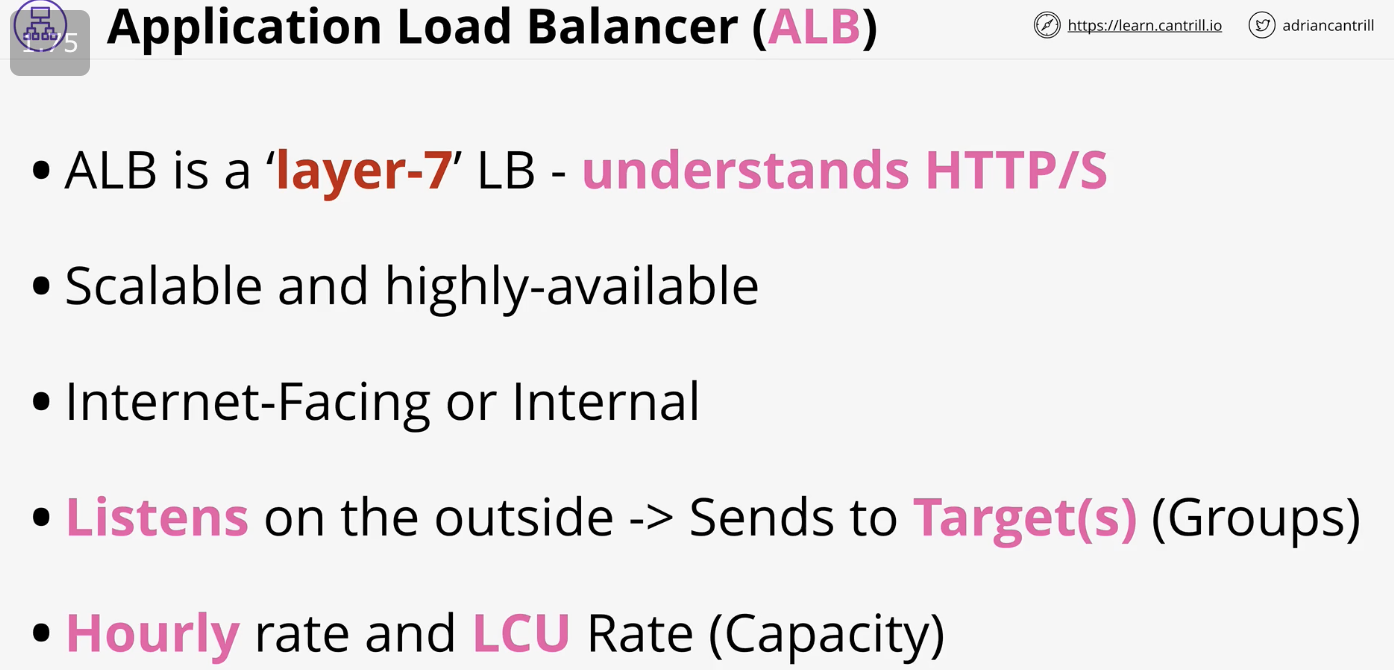 Application Load Balancer (ALB)
https://learn.cantrill.io
adriancantrill
• ALB is a ‘layer-7’ LB - understands HTTP/S
• Scalable and highly-available
• Internet-Facing or Internal
• Listens on the outside -> Sends to Target(s) (Groups)
• Hourly rate and LCU Rate (Capacity)